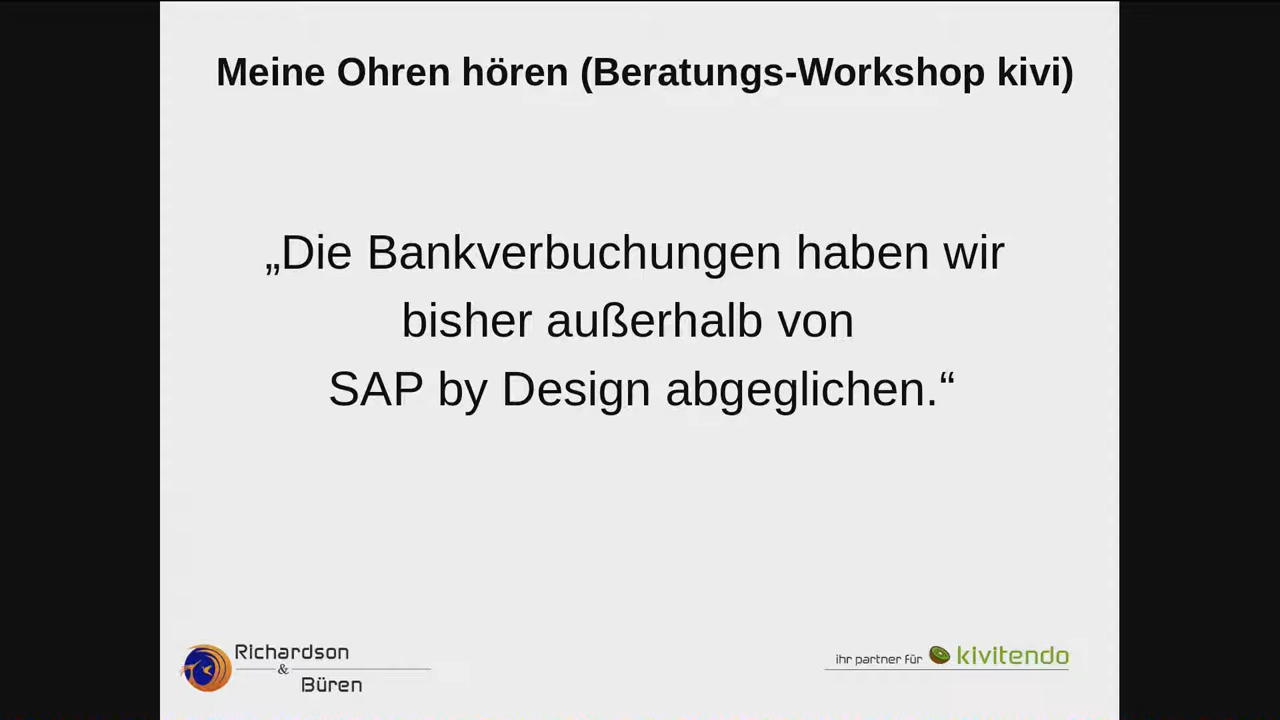 Meine Ohren hören (Beratungs-Workshop kivi)
„Die Bankverbuchungen haben wir
bisher außerhalb von
SAP by Design abgeglichen.“
Richardson
&
Büren
ihr partner für kivitendo